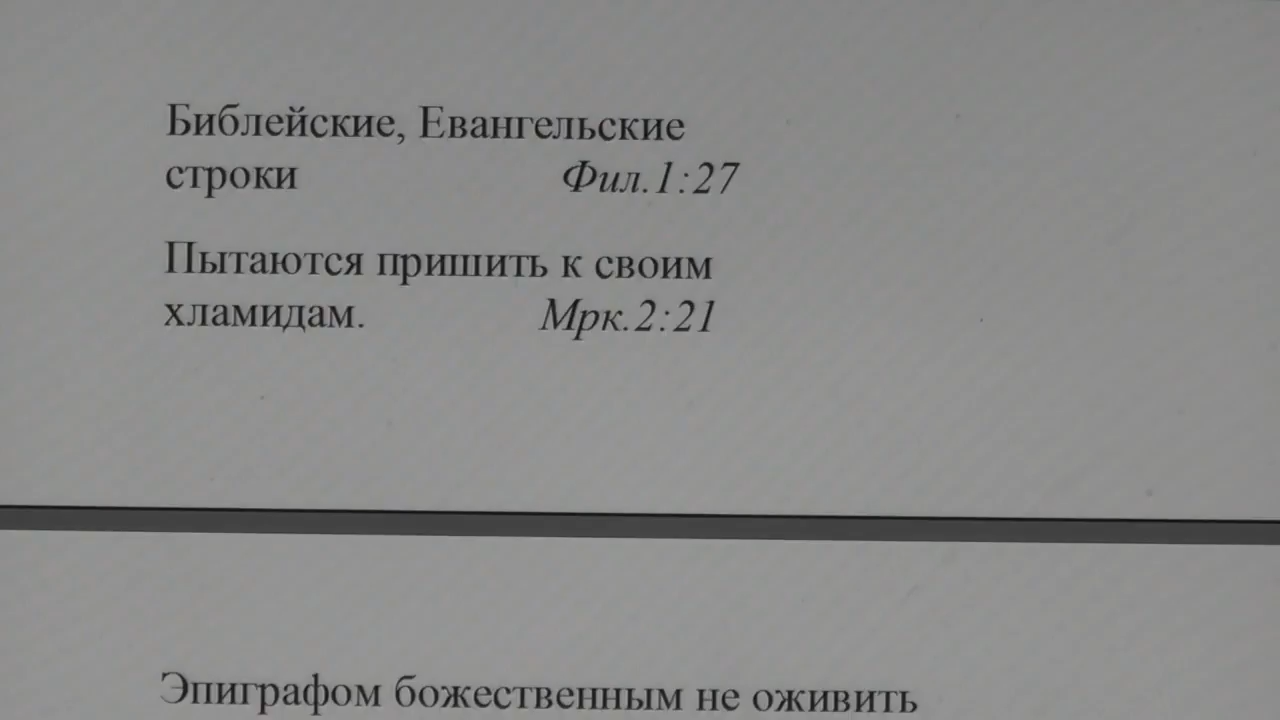 Библейские, Евангельские
строки Фил.1:27
Пытаются пришить к своим
хламидам. Мрк.2:21
Эпиграфом божественным не оживить